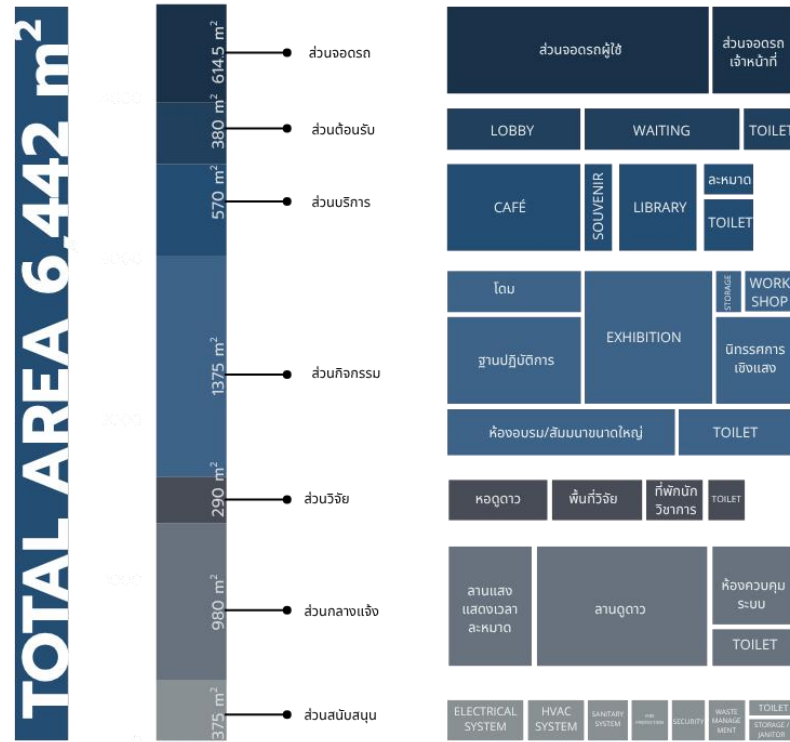 TOTAL AREA 6,442 m²
614.5 m²
ส่วนจอดรถ
ส่วนจอดรถผู้ใช้
ส่วนจอดรถ
เจ้าหน้าที่
380 m²
ส่วนต้อนรับ
LOBBY
WAITING
TOILET
570 m²
ส่วนบริการ
CAFÉ
SOUVENIR
LIBRARY
ละหมาด
TOILET
1375 m²
ส่วนกิจกรรม
โดม
ฐานปฏิบัติการ
EXHIBITION
STORAGE
WORK
SHOP
นิทรรศการ
เชิงแสง
ห้องอบรม/สัมมนาขนาดใหญ่
TOILET
290 m²
ส่วนวิจัย
หอดูดาว
พื้นที่วิจัย
ที่พักนัก
วิชาการ
TOILET
980 m²
ส่วนกลางแจ้ง
ลานแสง
แสดงเวลา
ละหมาด
ลานดูดาว
ห้องควบคุม
ระบบ
TOILET
375 m²
ส่วนสนับสนุน
ELECTRICAL
SYSTEM
HVAC
SYSTEM
SANITARY
SYSTEM
SECURITY
WASTE
MANAGE
MENT
TOILET
STORAGE /
JANITOR